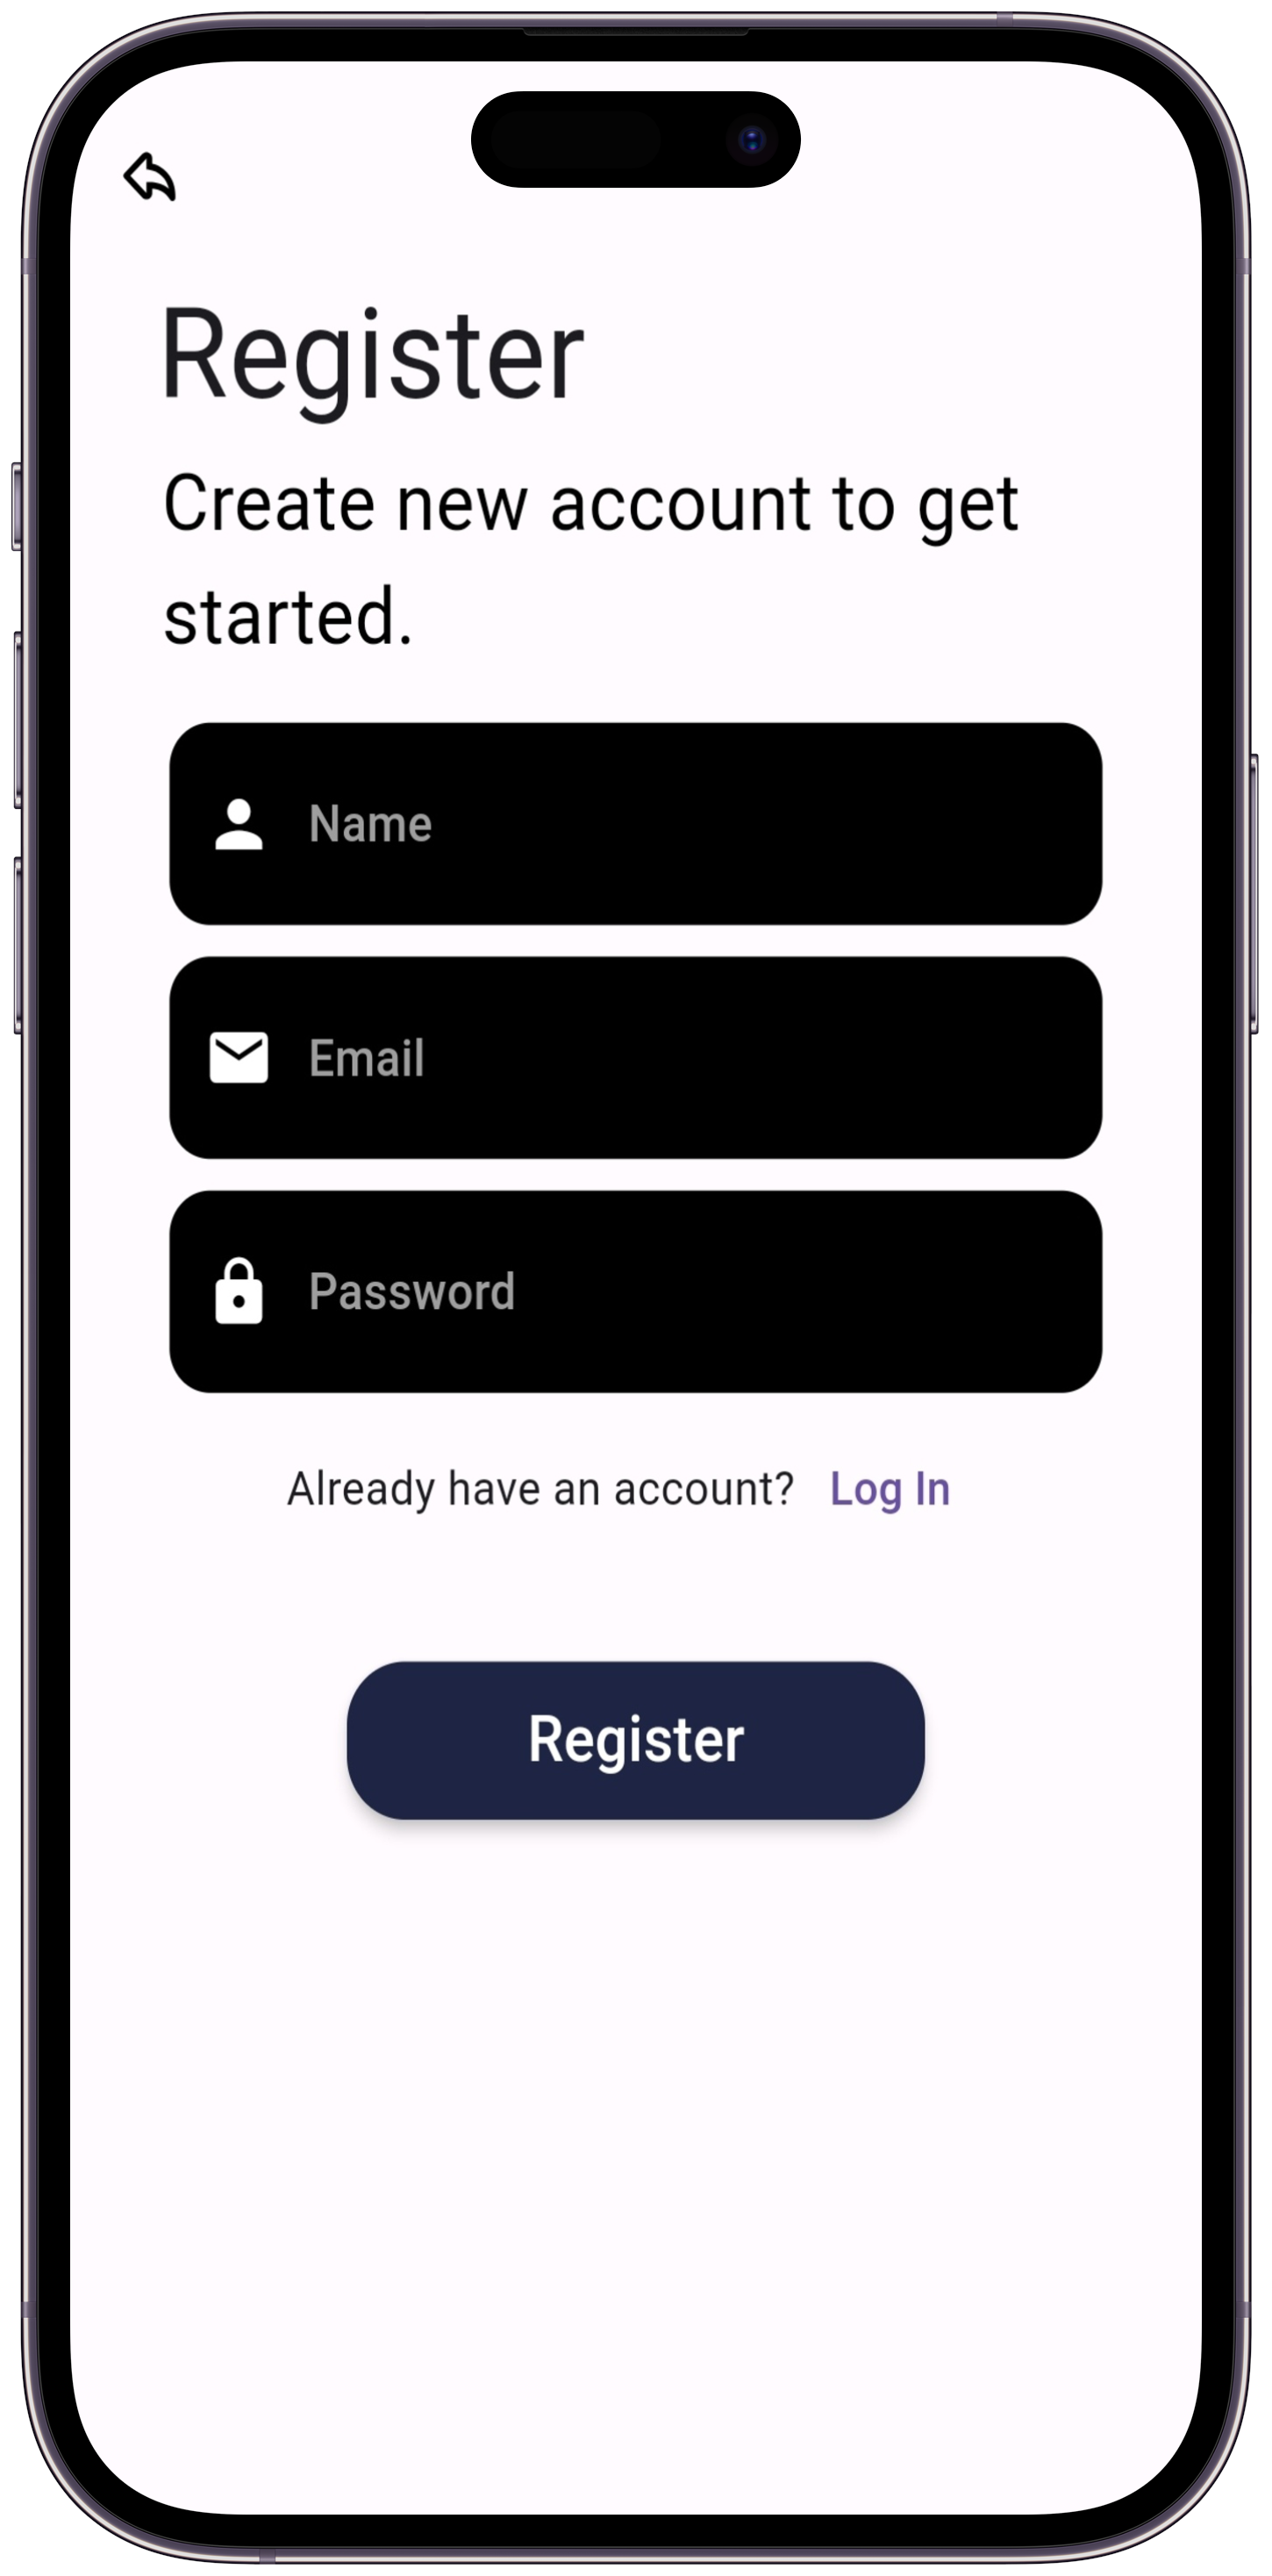 Register
Create new account to get
started.
Name
Email
Password
Already have an account? Log In
Register